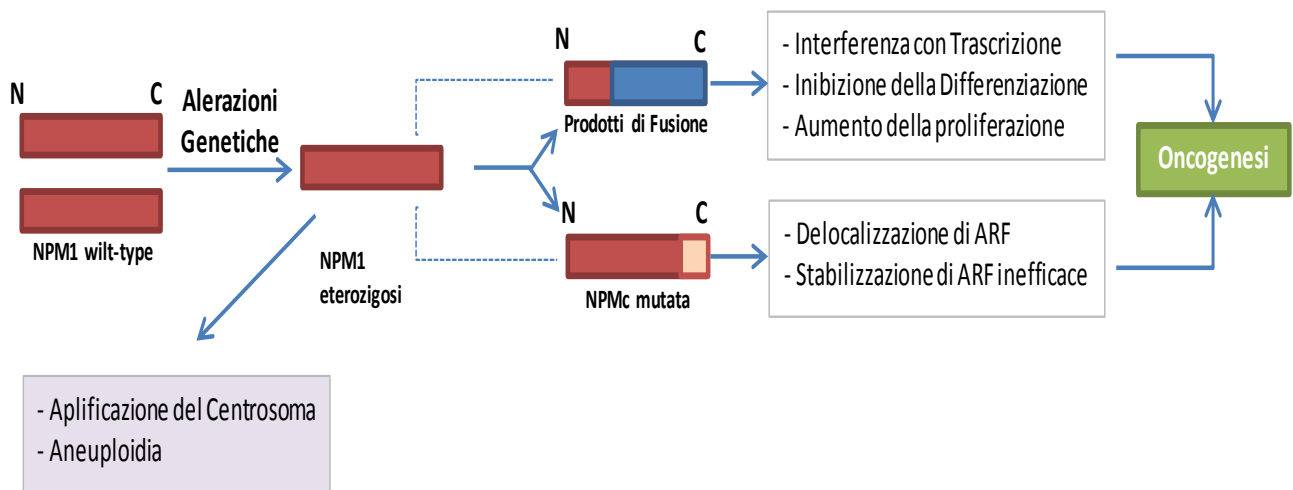 N C
NPM1 wilt-type
Alerazioni
Genetiche
NPM1
eterozigosi
- Aplificazione del Centrosoma
- Aneuploidia
N C
Prodotti di Fusione
N C
NPMc mutata
- Interferenza con Trascrizione
- Inibizione della Differenziazione
- Aumento della proliferazione
- Delocalizzazione di ARF
- Stabilizzazione di ARF inefficace
Oncogenesi